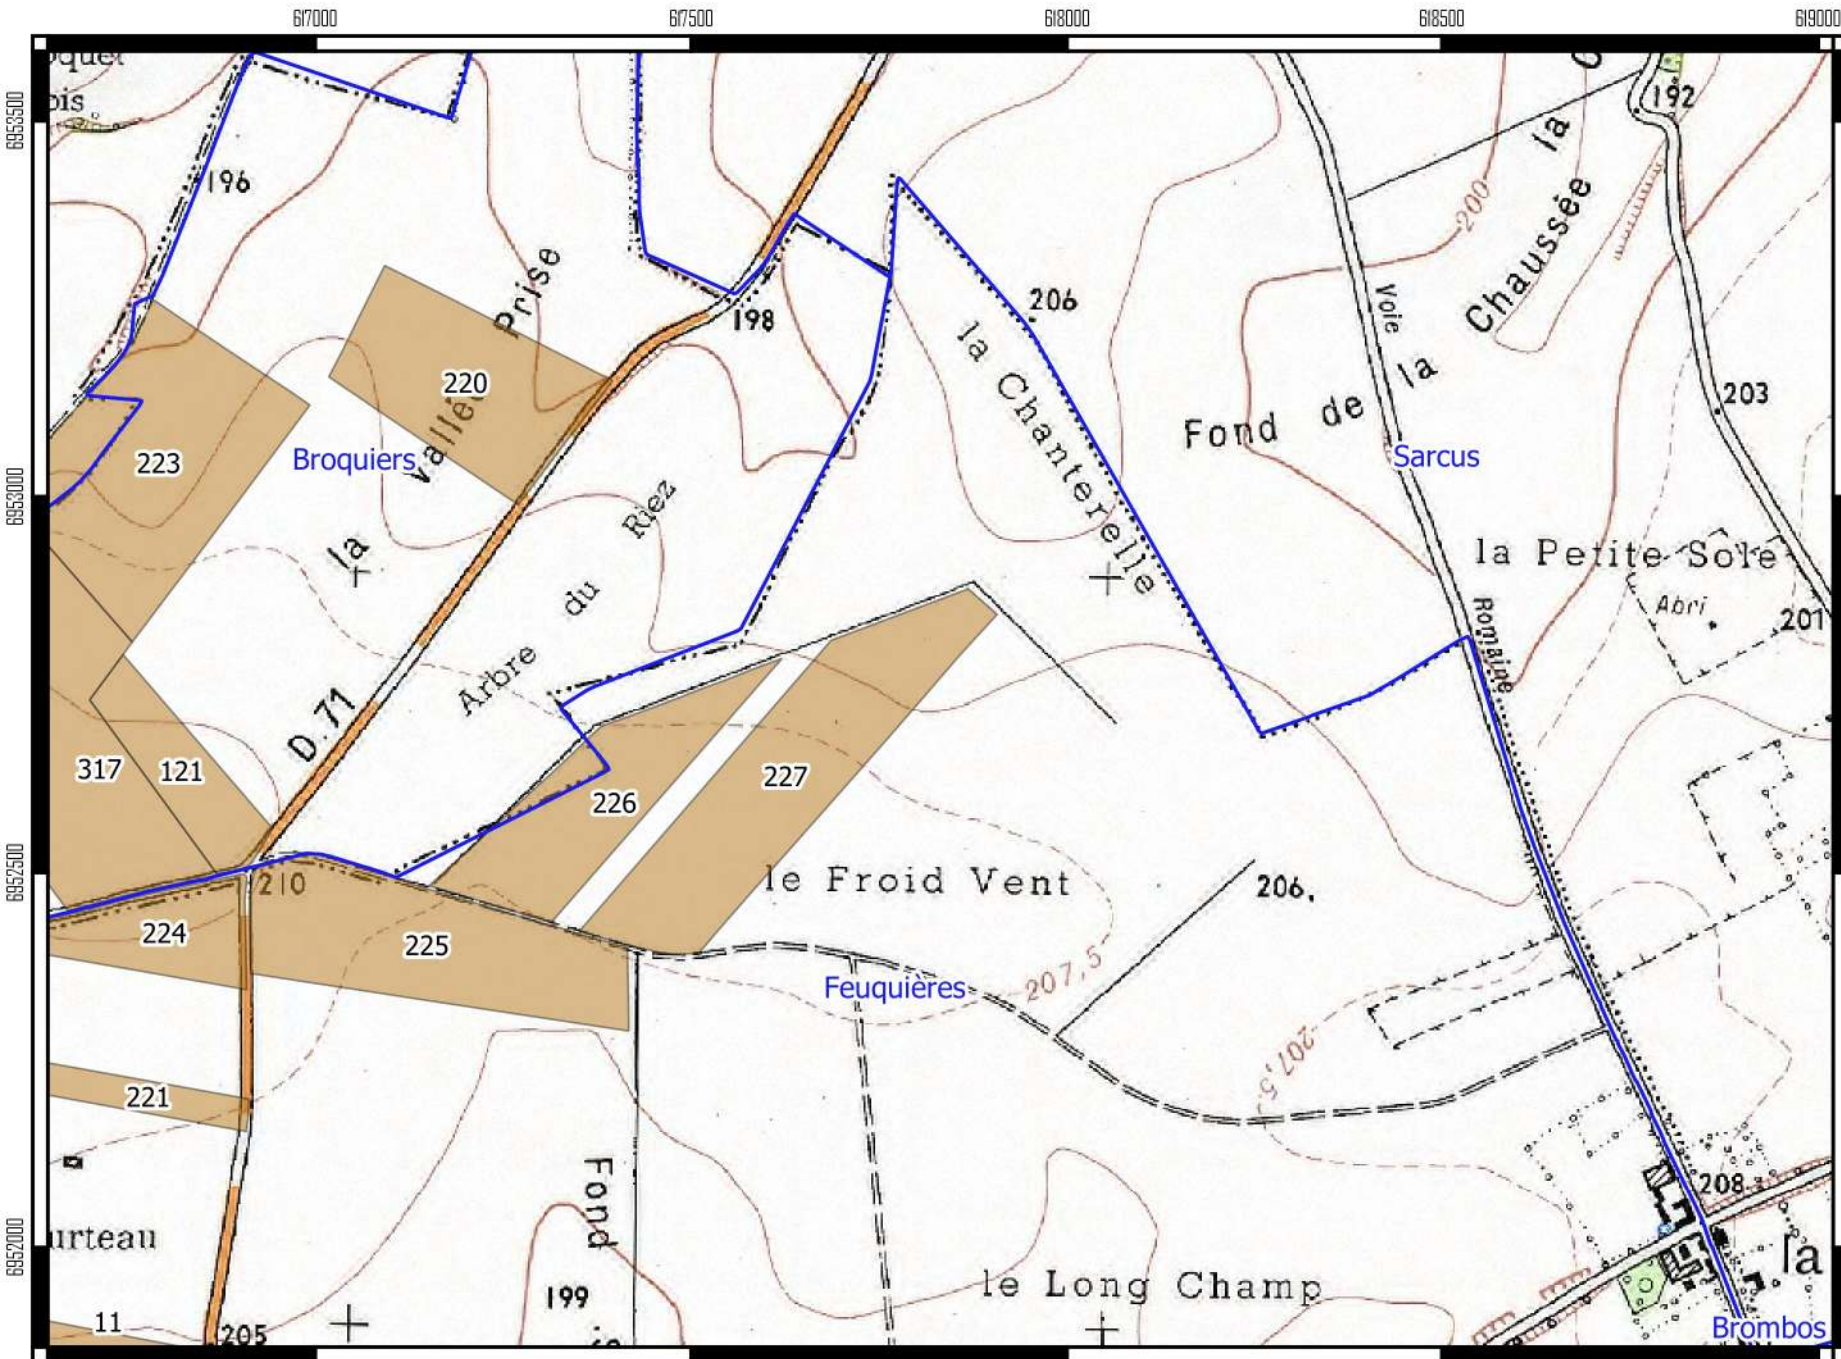 617000
617500
618000
618500
619000
6953500
6953000
6952500
6952000
oquet
ois
192
196
la
Chaussée
200
206
Prise
198
Voie
la Chanterelle
220
Vallée
la
203
Fond de la
223
Broquiers
Sarcus
Riez
du
Arbre
la Petite Sole
Abri
201
Romaine
D.71
317
121
226
227
210
le Froid Vent
206.
224
225
Feuquières
207,5
207,5
221
208
Fond
urteau
la
199
le Long Champ
11
205
Brombos